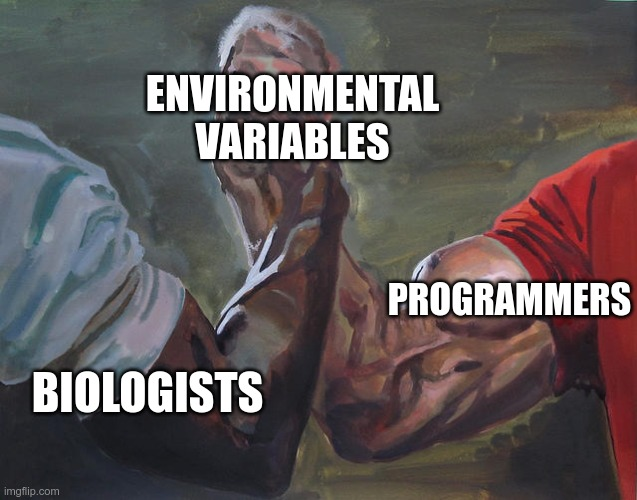 ENVIRONMENTAL
VARIABLES
PROGRAMMERS
BIOLOGISTS
imgflip.com